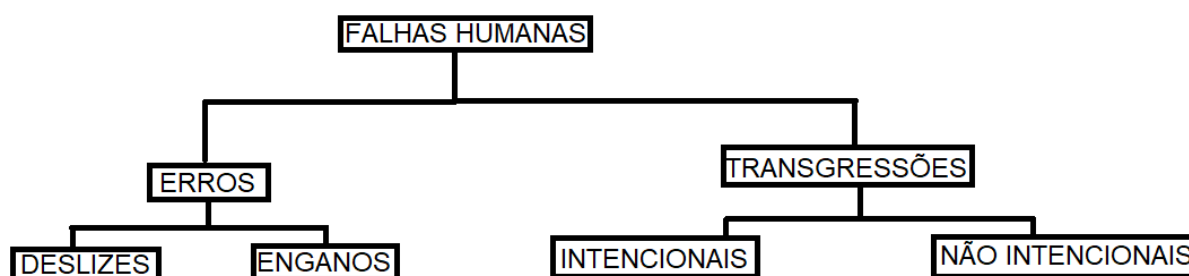 FALHAS HUMANAS
ERROS
TRANSGRESSÕES
DESLIZES
ENGANOS
INTENCIONAIS
NÃO INTENCIONAIS